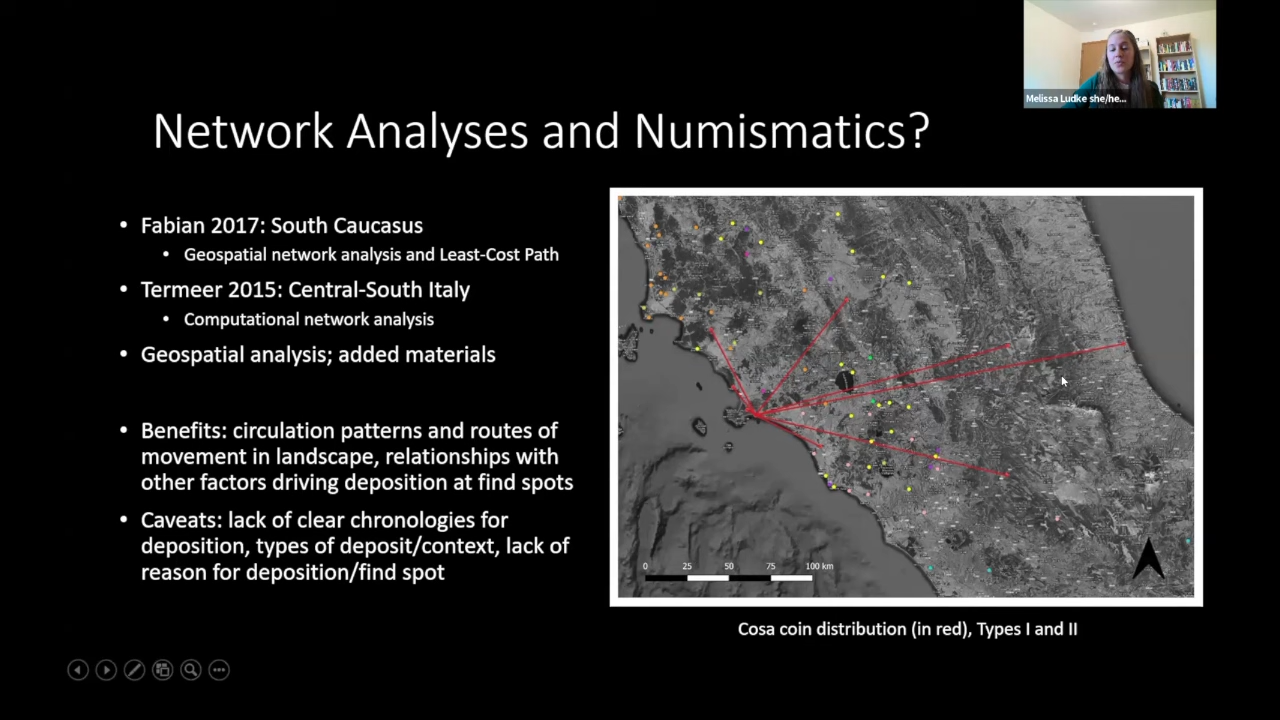 Melissa Ludke she/he...
Network Analyses and Numismatics?
• Fabian 2017: South Caucasus
• Geospatial network analysis and Least-Cost Path
• Termeer 2015: Central-South Italy
• Computational network analysis
• Geospatial analysis; added materials
• Benefits: circulation patterns and routes of
movement in landscape, relationships with
other factors driving deposition at find spots
• Caveats: lack of clear chronologies for
deposition, types of deposit/context, lack of
reason for deposition/find spot
0 25 50 75 100 km
Cosa coin distribution (in red), Types I and II